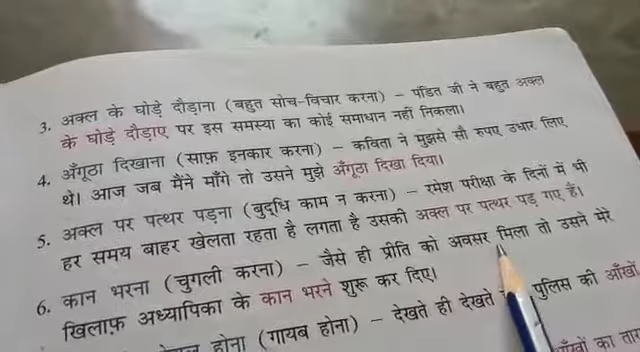 3. अक्ल के घोड़े दौड़ाना (बहुत सोच-विचार करना) – पंडित जी ने बहुत अक्ल
के घोड़े दौड़ाए पर इस समस्या का कोई समाधान नहीं निकला।
4. अँगूठा दिखाना (साफ़ इनकार करना) – कविता ने मुझसे सौ रुपए उधार लिए
थे। आज जब मैंने माँगे तो उसने मुझे अँगूठा दिखा दिया।
5. अक्ल पर पत्थर पड़ना (बुद्धि काम न करना) – रमेश परीक्षा के दिनों में भी
हर समय बाहर खेलता रहता है लगता है उसकी अक्ल पर पत्थर पड़ गए हैं।
6. कान भरना (चुगली करना) – जैसे ही प्रीति को अवसर मिला तो उसने मेरे
खिलाफ़ अध्यापिका के कान भरने शुरू कर दिए।
होना (गायब होना) – देखते ही देखते पुलिस की आँखों
आँखों का